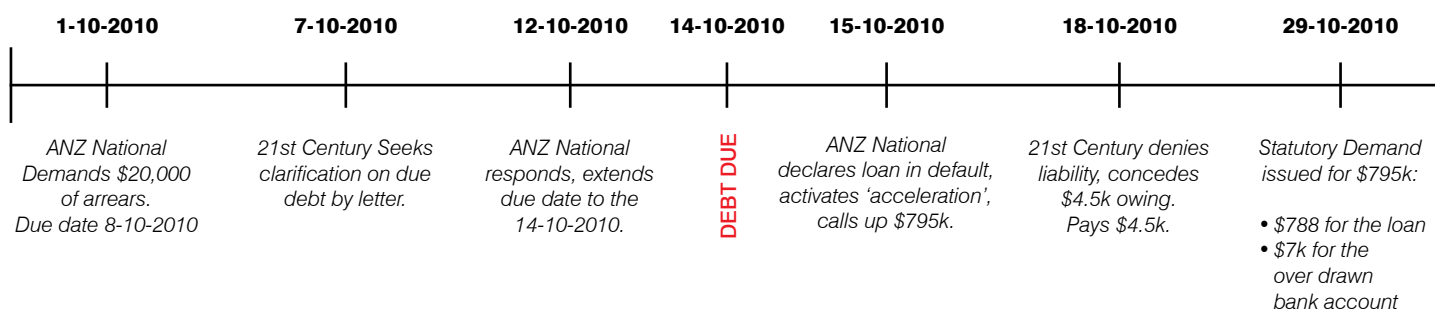 1-10-2010
7-10-2010
12-10-2010
14-10-2010
15-10-2010
18-10-2010
29-10-2010
ANZ National
Demands $20,000
of arrears.
Due date 8-10-2010
21st Century Seeks
clarification on due
debt by letter.
ANZ National
responds, extends
due date to the
14-10-2010.
DEBT DUE
ANZ National
declares loan in default,
activates ‘acceleration’,
calls up $795k.
21st Century denies
liability, concedes
$4.5k owing.
Pays $4.5k.
Statutory Demand
issued for $795k:
• $788 for the loan
• $7k for the
over drawn
bank account